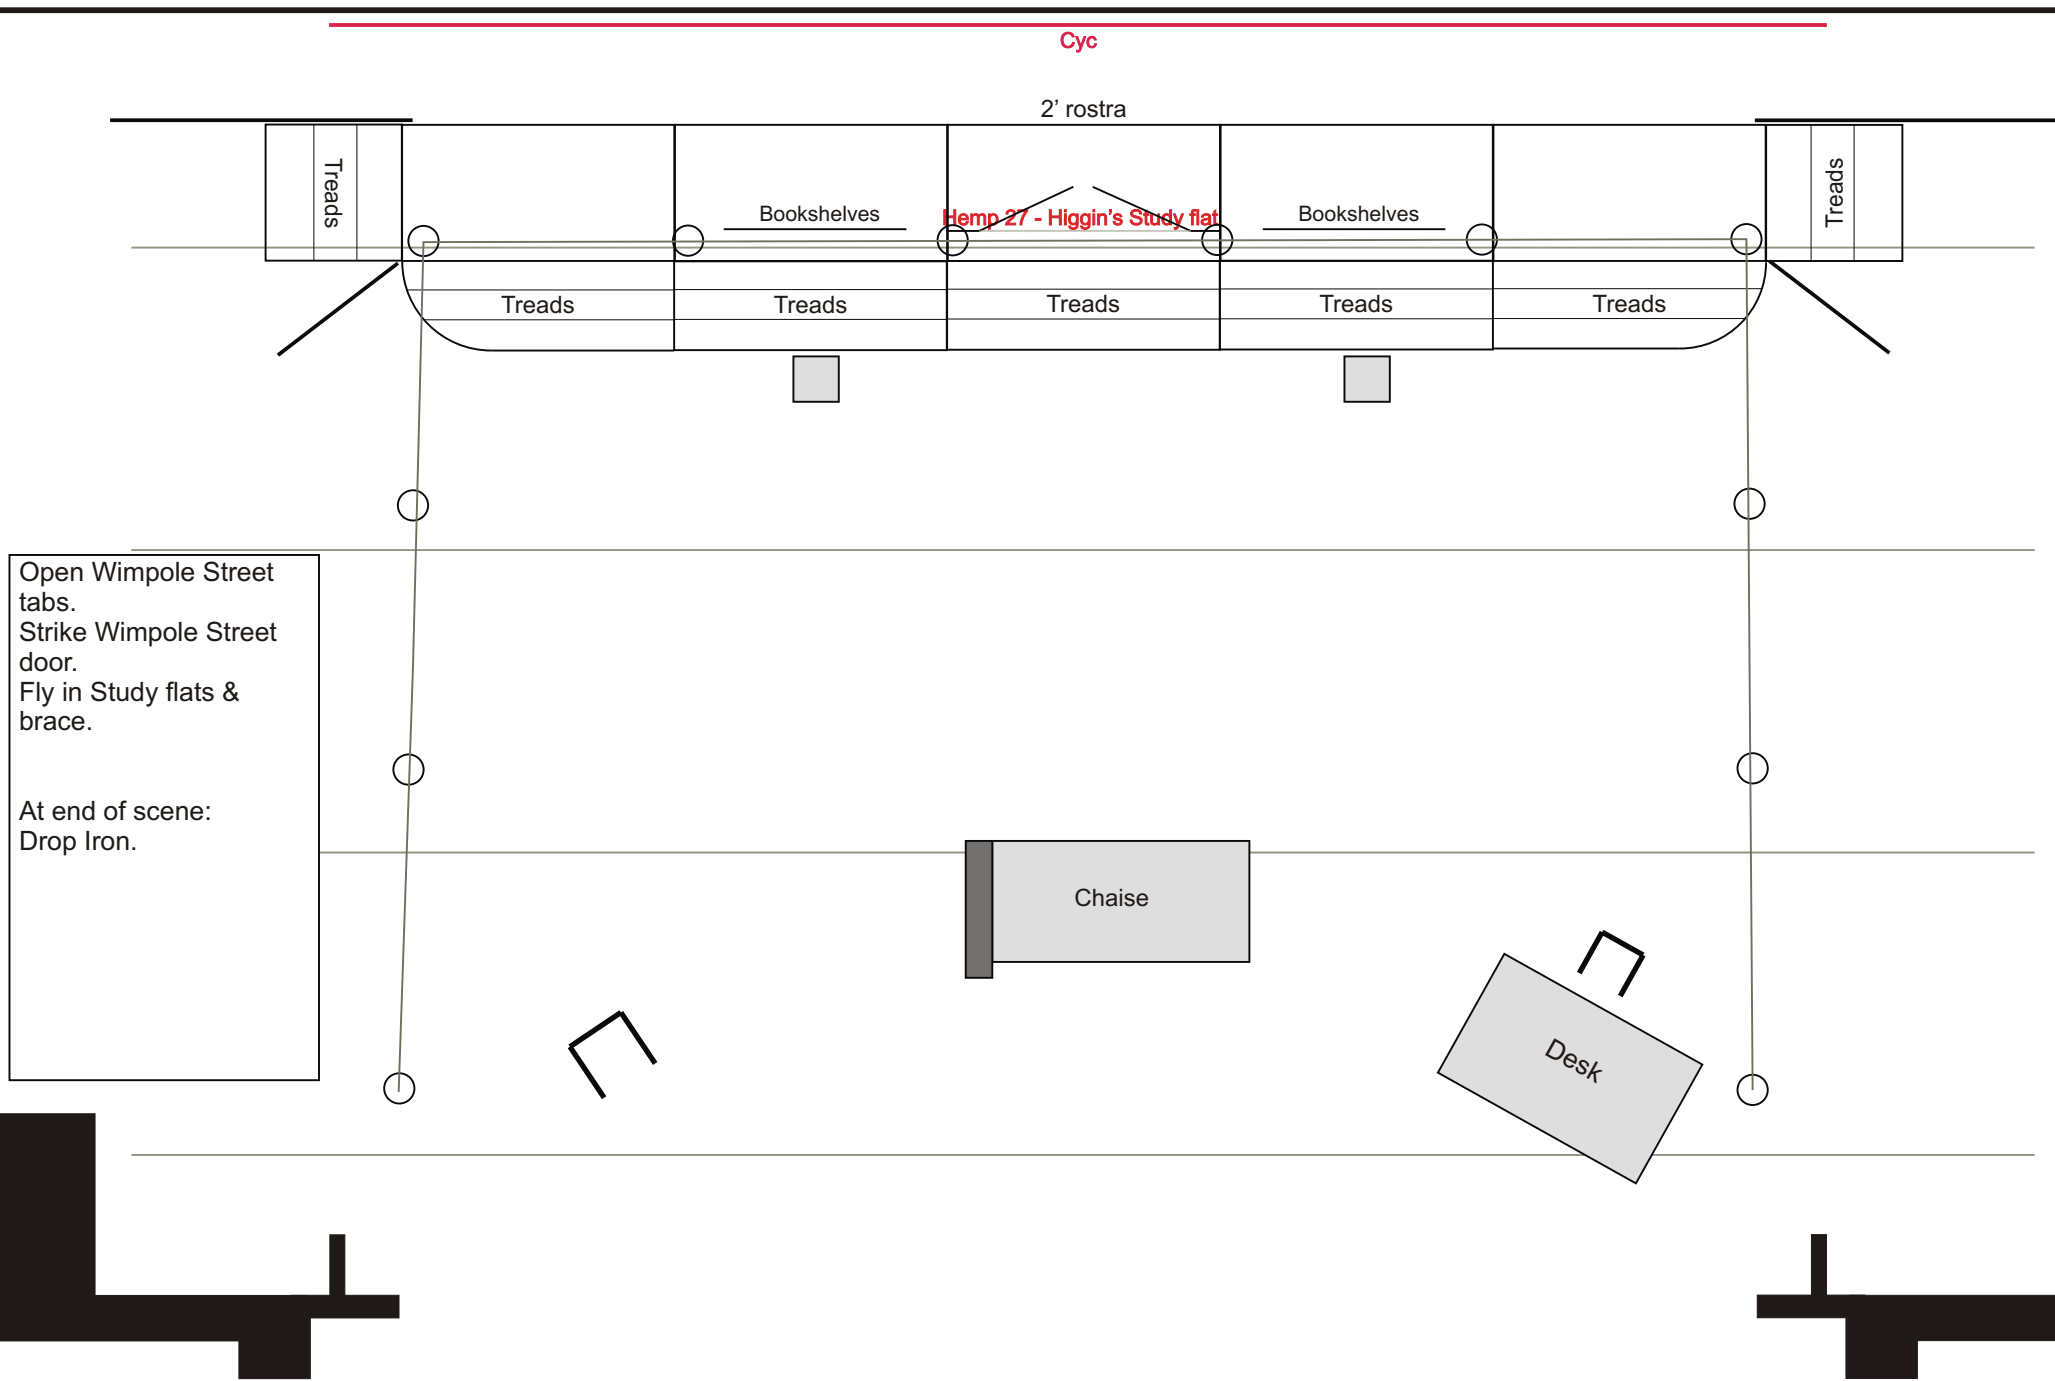 Cyc
2’ rostra
Treads
Treads
Bookshelves
Bookshelves
Hemp 27 - Higgin’s Study flat
Treads
Treads
Treads
Treads
Treads
Open Wimpole Street
tabs.
Strike Wimpole Street
door.
Fly in Study flats &
brace.
At end of scene:
Drop Iron.
Chaise
Desk